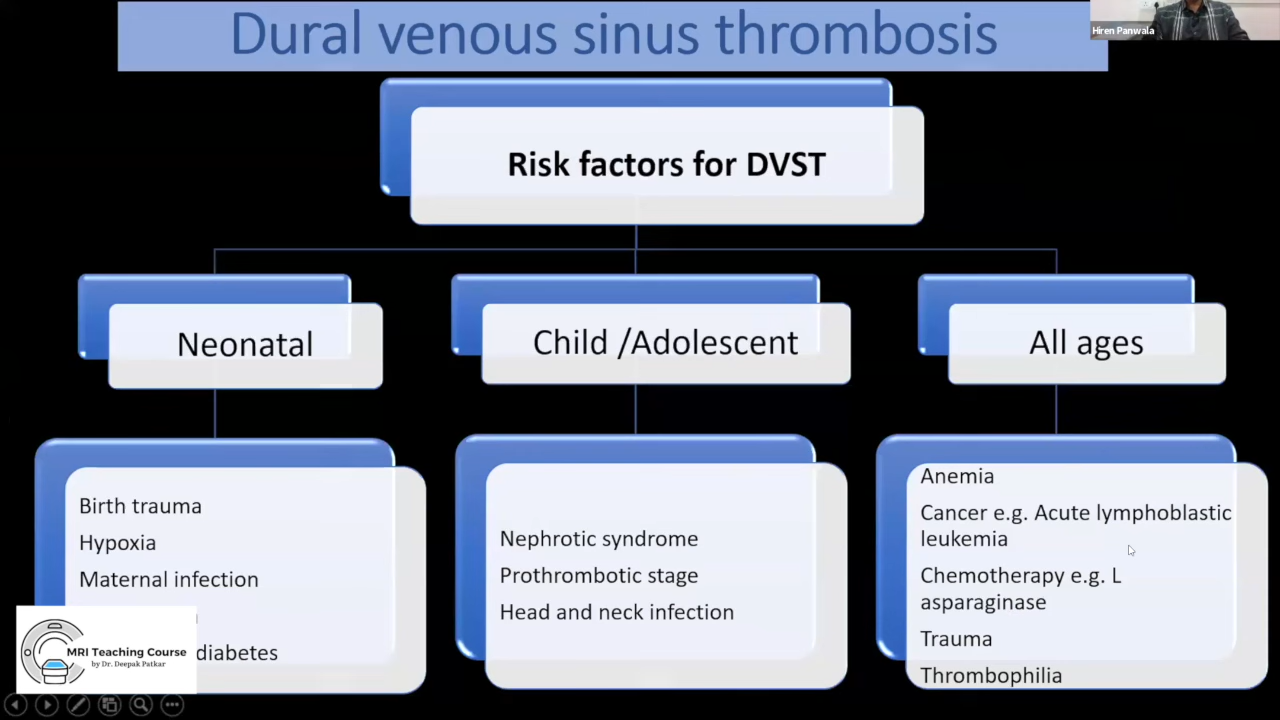 Dural venous sinus thrombosis
Hiren Panwala
Risk factors for DVST
Neonatal
Birth trauma
Hypoxia
Maternal infection
diabetes
Child /Adolescent
Nephrotic syndrome
Prothrombotic stage
Head and neck infection
All ages
Anemia
Cancer e.g. Acute lymphoblastic
leukemia
Chemotherapy e.g. L
asparaginase
Trauma
Thrombophilia
MRI Teaching Course
by Dr. Deepak Patkar